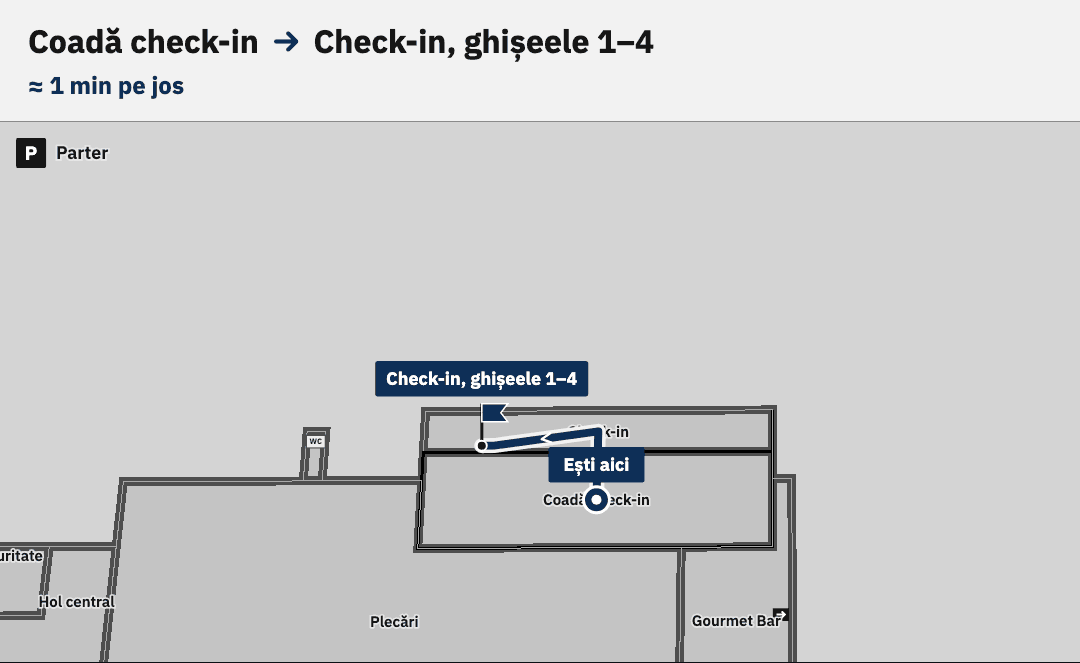 Coadă check-in → Check-in, ghișeele 1–4
≈ 1 min pe jos
P Parter
Check-in, ghișeele 1–4
WC
Ești aici
Hol central
Plecări
Gourmet Bar